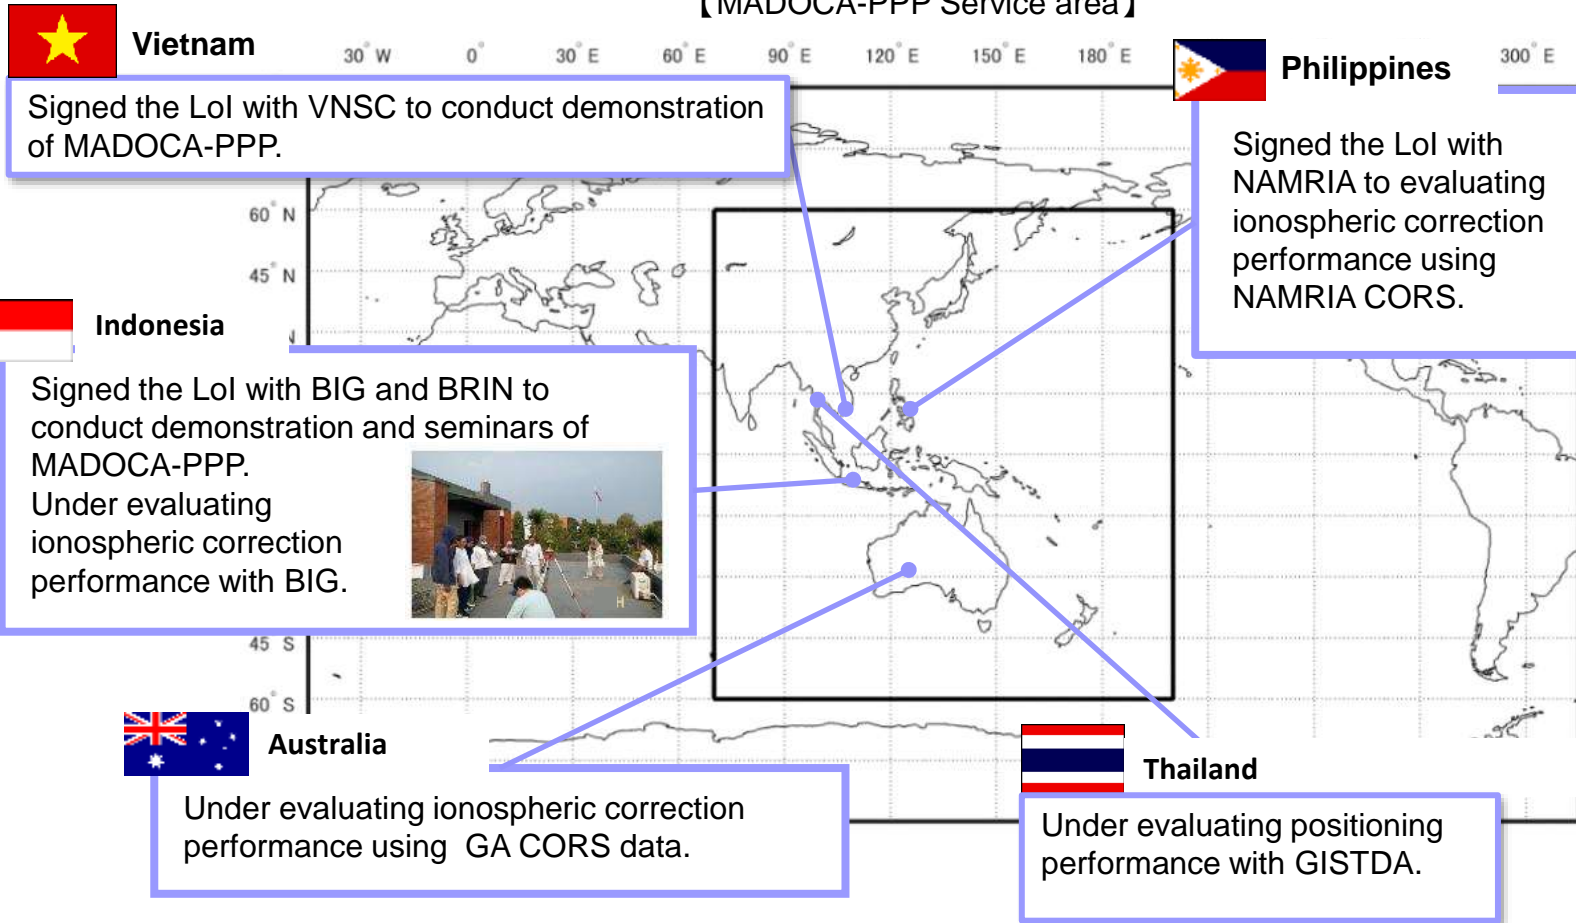 【MADOCA-PPP Service area】
Vietnam
30° W 0° 30° E 60° E 90° E 120° E 150° E 180° E 300° E
Signed the LoI with VNSC to conduct demonstration
of MADOCA-PPP.
Philippines
Signed the LoI with
NAMRIA to evaluating
ionospheric correction
performance using
NAMRIA CORS.
60° N
45° N
Indonesia
Signed the LoI with BIG and BRIN to
conduct demonstration and seminars of
MADOCA-PPP.
Under evaluating
ionospheric correction
performance with BIG.
H
45 S
60° S
Australia
Under evaluating ionospheric correction
performance using GA CORS data.
Thailand
Under evaluating positioning
performance with GISTDA.